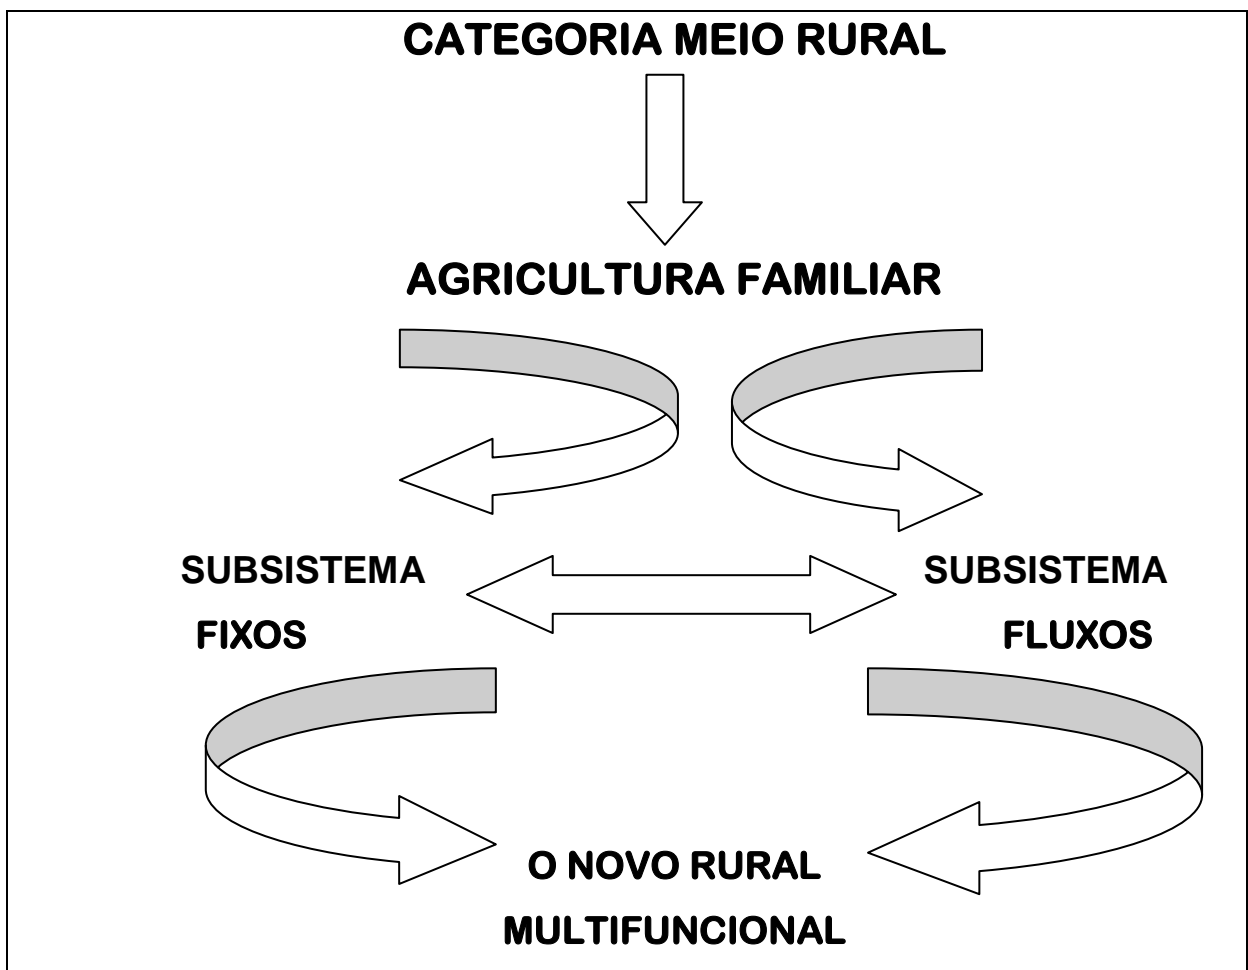 CATEGORIA MEIO RURAL
AGRICULTURA FAMILIAR
SUBSISTEMA
FIXOS
SUBSISTEMA
FLUXOS
O NOVO RURAL
MULTIFUNCIONAL